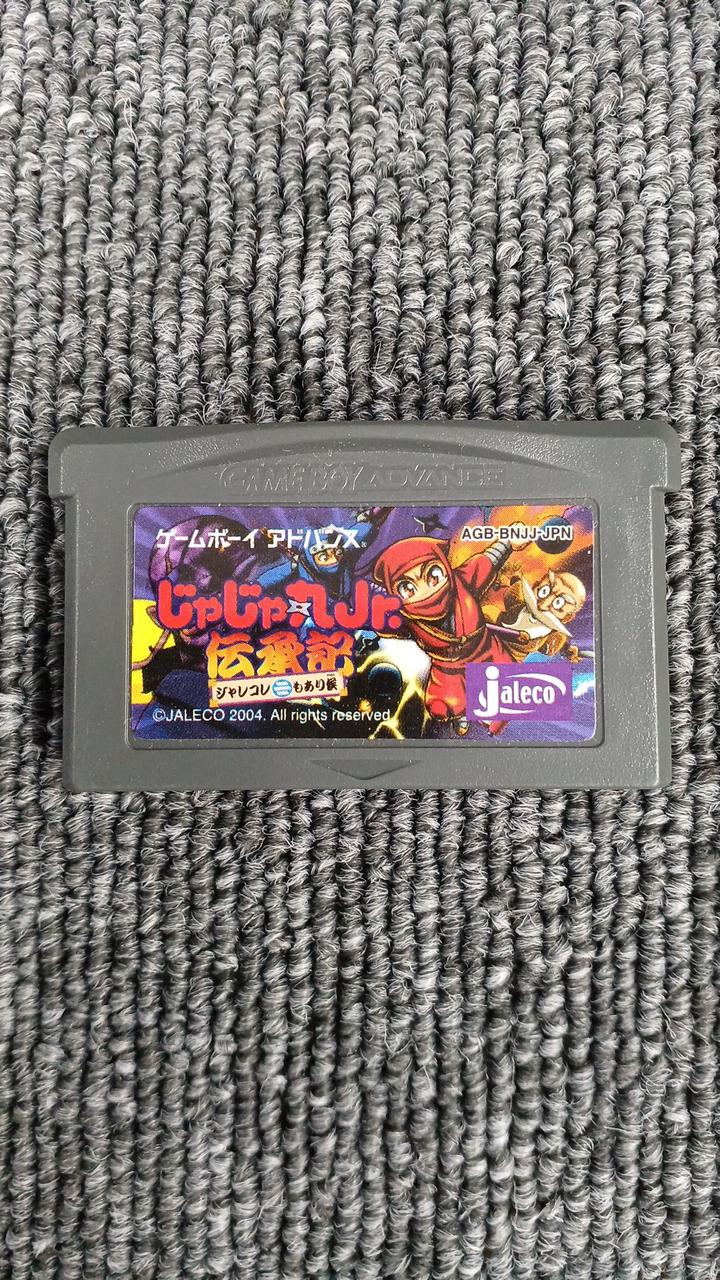 GAME BOY ADVANCE
ゲームボーイ アドバンス®
AGB-BNJJ-JPN
じゃじゃ丸Jr.
伝承記
ジャレコレもあり候
jaleco
©JALECO 2004. All rights reserved.